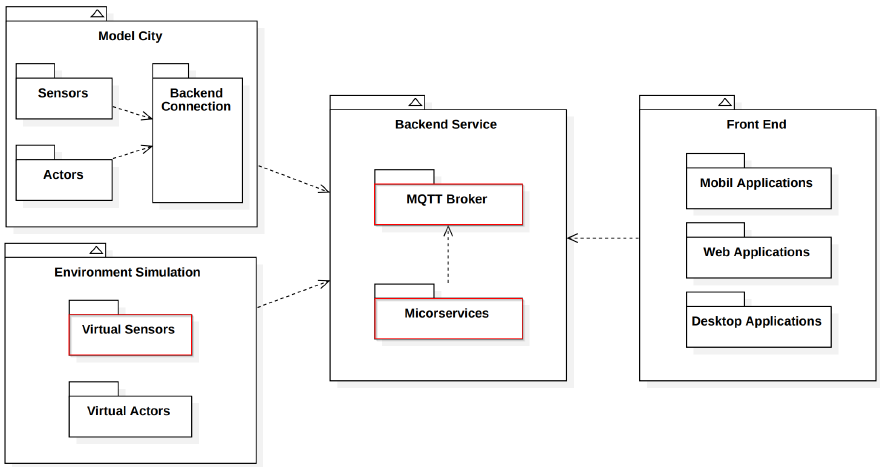 Model City
Sensors
Backend
Connection
Actors
Environment Simulation
Virtual Sensors
Virtual Actors
Backend Service
MQTT Broker
Micorservices
Front End
Mobil Applications
Web Applications
Desktop Applications